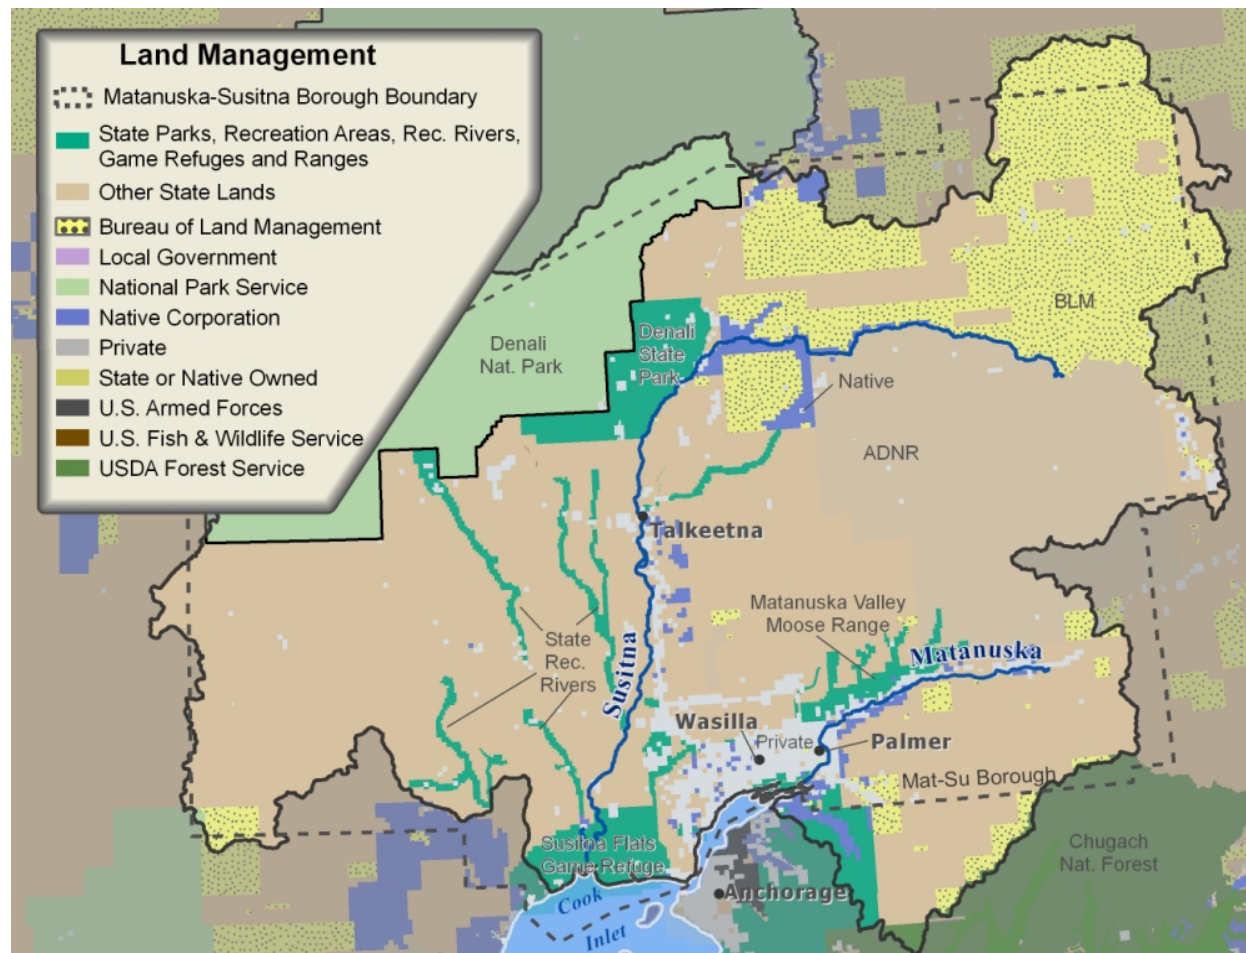 Land Management
Matanuska-Susitna Borough Boundary
State Parks, Recreation Areas, Rec. Rivers,
Game Refuges and Ranges
Other State Lands
Bureau of Land Management
Local Government
National Park Service
Native Corporation
Private
State or Native Owned
U.S. Armed Forces
U.S. Fish & Wildlife Service
USDA Forest Service
BLM
Denali
Nat. Park
Denali
State
Park
Native
ADNR
Talkeetna
Matanuska Valley
Moose Range
State
Rec.
Rivers
Susitna
Matanuska
Wasilla
Private
Palmer
Mat-Su Borough
Susitna Flats
Game Refuge
Chugach
Nat. Forest
Anchorage
Cook
Inlet